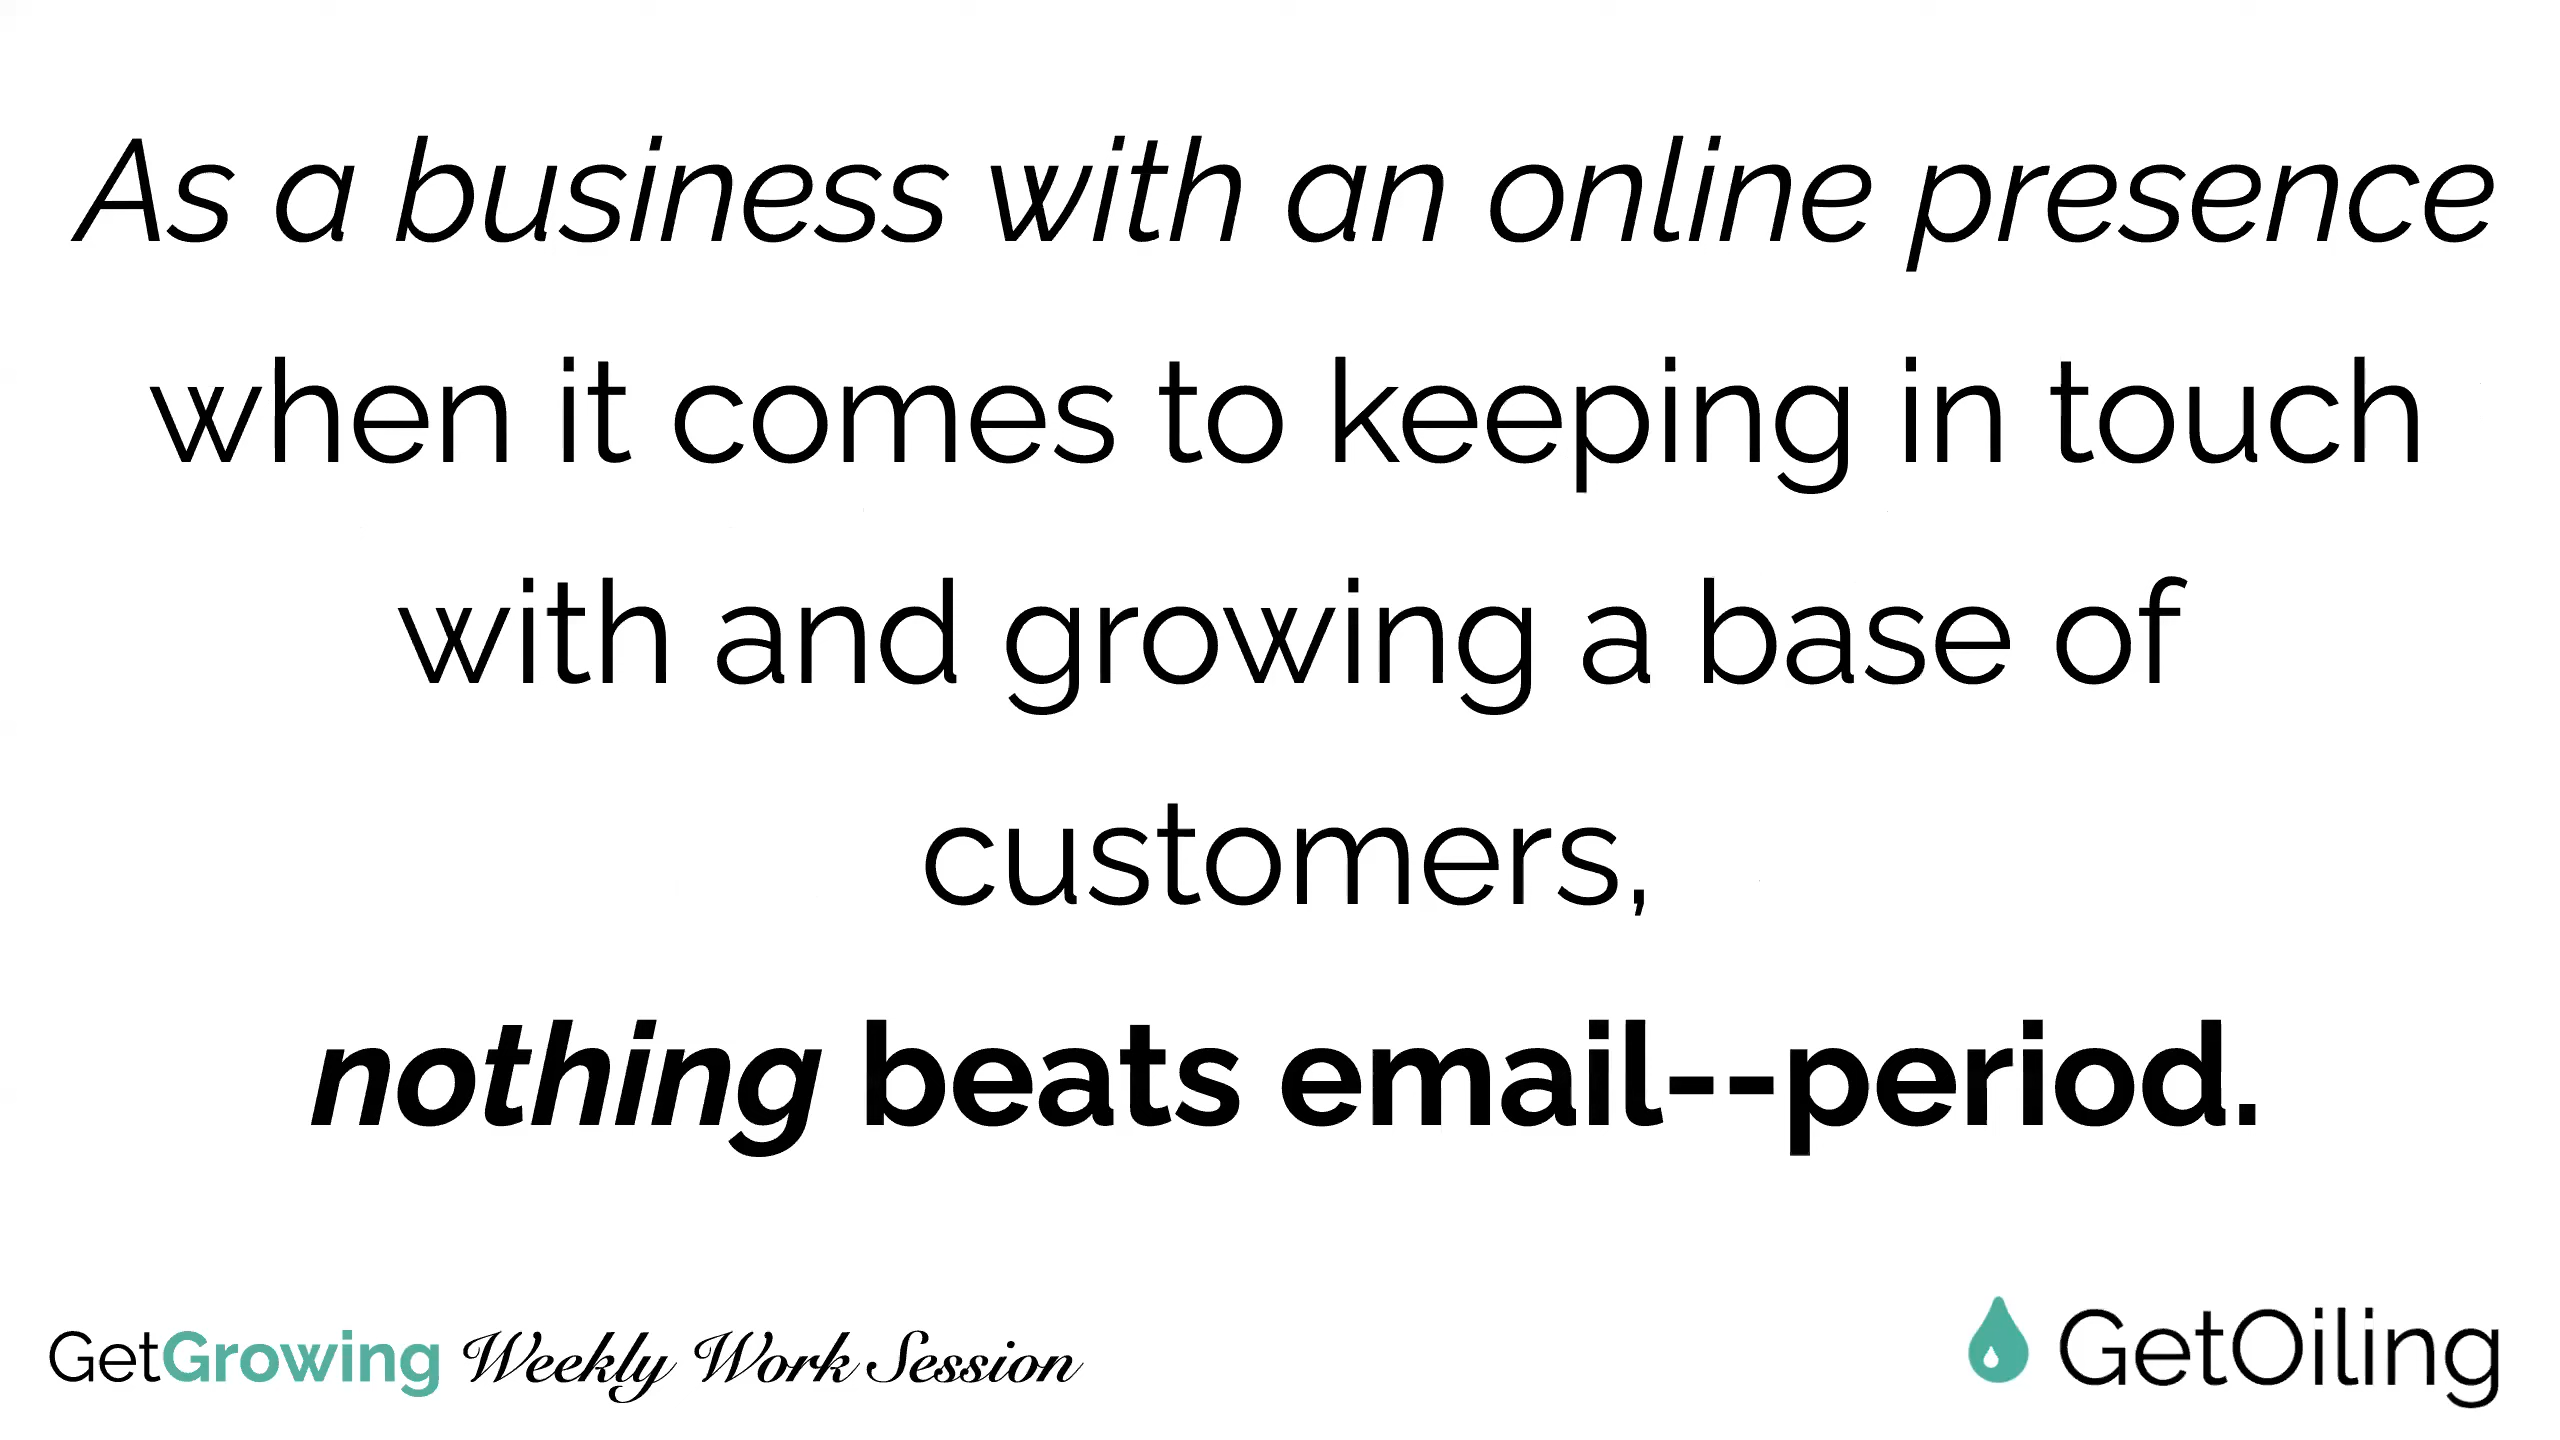 As a business with an online presence
when it comes to keeping in touch
with and growing a base of
customers,
nothing beats email--period.
GetGrowing Weekly Work Session
GetOiling